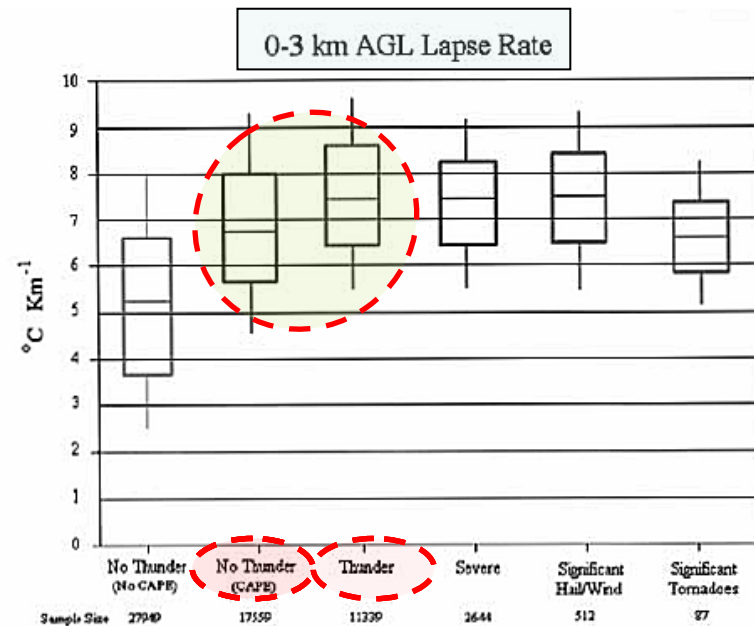 0-3 km AGL Lapse Rate
10
9
8
7
6
5
4
3
2
1
0
°C Km⁻¹
No Thunder No Thunder Thunder Severe Significant Significant
(No CAPE) (CAPE) Hail/Wind Tornadoes
Sample Size 27949 17559 11339 2644 512 87